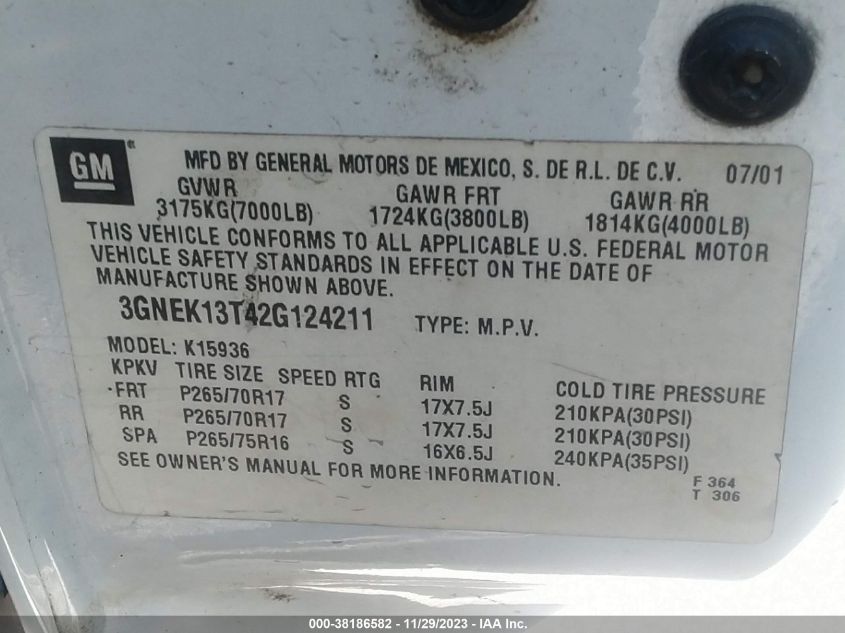 GM ® MFD BY GENERAL MOTORS DE MEXICO, S. DE R.L. DE C.V. 07/01
GVWR GAWR FRT GAWR RR
3175KG(7000LB) 1724KG(3800LB) 1814KG(4000LB)
THIS VEHICLE CONFORMS TO ALL APPLICABLE U.S. FEDERAL MOTOR
VEHICLE SAFETY STANDARDS IN EFFECT ON THE DATE OF
MANUFACTURE SHOWN ABOVE.
3GNEK13T42G124211 TYPE: M.P.V.
MODEL: K15936
KPKV TIRE SIZE SPEED RTG RIM COLD TIRE PRESSURE
FRT P265/70R17 S 17X7.5J 210KPA(30PSI)
RR P265/70R17 S 17X7.5J 210KPA(30PSI)
SPA P265/75R16 S 16X6.5J 240KPA(35PSI)
SEE OWNER'S MANUAL FOR MORE INFORMATION.
F 364
T 306
000-38186582 - 11/29/2023 - IAA Inc.